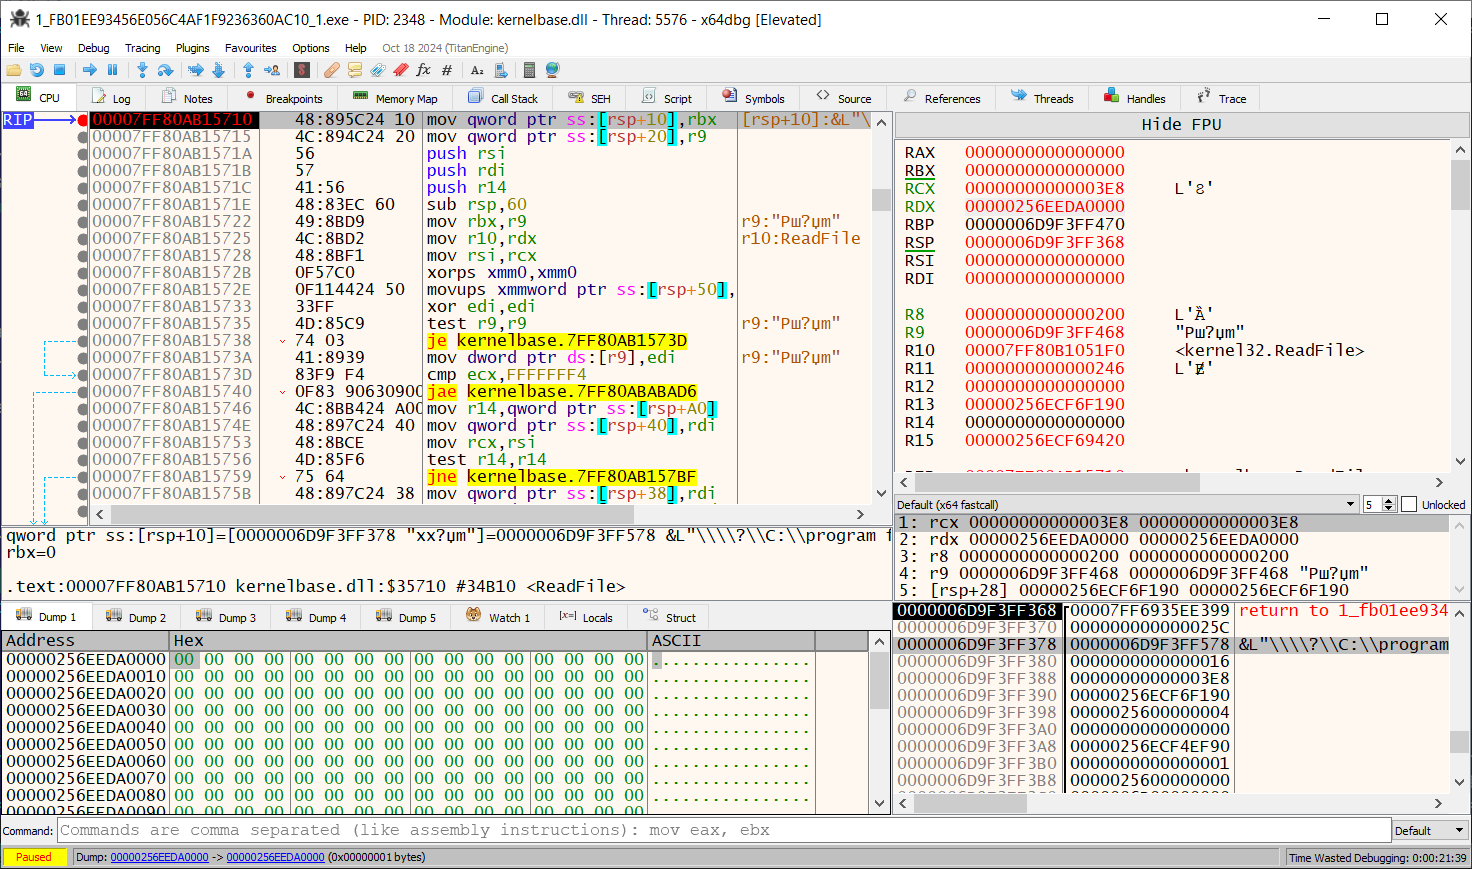 1_FB01EE93456E056C4AF1F9236360AC10_1.exe - PID: 2348 - Module: kernelbase.dll - Thread: 5576 - x64dbg [Elevated]
File View Debug Tracing Plugins Favourites Options Help Oct 18 2024 (TitanEngine)
CPU Log Notes Breakpoints Memory Map Call Stack SEH Script Symbols Source References Threads Handles Trace
RIP 00007FF80AB15710 48:895C24 10 mov qword ptr ss:[rsp+10],rbx [rsp+10]:&L"\
00007FF80AB15715 4C:894C24 20 mov qword ptr ss:[rsp+20],r9
00007FF80AB1571A 56 push rsi
00007FF80AB1571B 57 push rdi
00007FF80AB1571C 41:56 push r14
00007FF80AB1571E 48:83EC 60 sub rsp,60
00007FF80AB15722 49:8BD9 mov rbx,r9 r9:"Pш?џm"
00007FF80AB15725 4C:8BD2 mov r10,rdx r10:ReadFile
00007FF80AB15728 48:8BF1 mov rsi,rcx
00007FF80AB1572B 0F57C0 xorps xmm0,xmm0
00007FF80AB1572E 0F114424 50 movups xmmword ptr ss:[rsp+50],
00007FF80AB15733 33FF xor edi,edi
00007FF80AB15735 4D:85C9 test r9,r9 r9:"Pш?џm"
00007FF80AB15738 74 03 je kernelbase.7FF80AB1573D
00007FF80AB1573A 41:8939 mov dword ptr ds:[r9],edi r9:"Pш?џm"
00007FF80AB1573D 83F9 F4 cmp ecx,FFFFFFF4
00007FF80AB15740 0F83 90630900 jae kernelbase.7FF80ABABAD6
00007FF80AB15746 4C:8BB424 A00 mov r14,qword ptr ss:[rsp+A0]
00007FF80AB1574E 48:897C24 40 mov qword ptr ss:[rsp+40],rdi
00007FF80AB15753 48:8BCE mov rcx,rsi
00007FF80AB15756 4D:85F6 test r14,r14
00007FF80AB15759 75 64 jne kernelbase.7FF80AB157BF
00007FF80AB1575B 48:897C24 38 mov qword ptr ss:[rsp+38],rdi
qword ptr ss:[rsp+10]=[0000006D9F3FF378 "xx?џm"]=0000006D9F3FF578 &L"\\\\?\\C:\\program f
rbx=0
.text:00007FF80AB15710 kernelbase.dll:$35710 #34B10 <ReadFile>
Hide FPU
RAX 0000000000000000
RBX 0000000000000000
RCX 00000000000003E8 L'Ϩ'
RDX 00000256EEDA0000
RBP 0000006D9F3FF470
RSP 0000006D9F3FF368
RSI 0000000000000000
RDI 0000000000000000
R8 0000000000000200 L'Ȁ'
R9 0000006D9F3FF468 "Pш?џm"
R10 00007FF80B1051F0 <kernel32.ReadFile>
R11 0000000000000246 L'Ɇ'
R12 0000000000000000
R13 00000256ECF6F190
R14 0000000000000000
R15 00000256ECF69420
Default (x64 fastcall) 5 Unlocked
1: rcx 00000000000003E8 00000000000003E8
2: rdx 00000256EEDA0000 00000256EEDA0000
3: r8 0000000000000200 0000000000000200
4: r9 0000006D9F3FF468 0000006D9F3FF468 "Pш?џm"
5: [rsp+28] 00000256ECF6F190 00000256ECF6F190
Dump 1 Dump 2 Dump 3 Dump 4 Dump 5 Watch 1 [x=] Locals Struct
Address Hex ASCII
00000256EEDA0000 00 00 00 00 00 00 00 00 00 00 00 00 00 00 00 00 ................
00000256EEDA0010 00 00 00 00 00 00 00 00 00 00 00 00 00 00 00 00 ................
00000256EEDA0020 00 00 00 00 00 00 00 00 00 00 00 00 00 00 00 00 ................
00000256EEDA0030 00 00 00 00 00 00 00 00 00 00 00 00 00 00 00 00 ................
00000256EEDA0040 00 00 00 00 00 00 00 00 00 00 00 00 00 00 00 00 ................
00000256EEDA0050 00 00 00 00 00 00 00 00 00 00 00 00 00 00 00 00 ................
00000256EEDA0060 00 00 00 00 00 00 00 00 00 00 00 00 00 00 00 00 ................
00000256EEDA0070 00 00 00 00 00 00 00 00 00 00 00 00 00 00 00 00 ................
00000256EEDA0080 00 00 00 00 00 00 00 00 00 00 00 00 00 00 00 00 ................
00000256EEDA0090 00 00 00 00 00 00 00 00 00 00 00 00 00 00 00 00
0000006D9F3FF368 00007FF6935EE399 return to 1_fb01ee934
0000006D9F3FF370 000000000000025C
0000006D9F3FF378 0000006D9F3FF578 &L"\\\\?\\C:\\program
0000006D9F3FF380 0000000000000016
0000006D9F3FF388 00000000000003E8
0000006D9F3FF390 00000256ECF6F190
0000006D9F3FF398 0000025600000004
0000006D9F3FF3A0 0000000000000000
0000006D9F3FF3A8 00000256ECF4EF90
0000006D9F3FF3B0 0000000000000001
0000006D9F3FF3B8 0000025600000000
Command: Commands are comma separated (like assembly instructions): mov eax, ebx Default
Paused Dump: 00000256EEDA0000 -> 00000256EEDA0000 (0x00000001 bytes) Time Wasted Debugging: 0:00:21:39